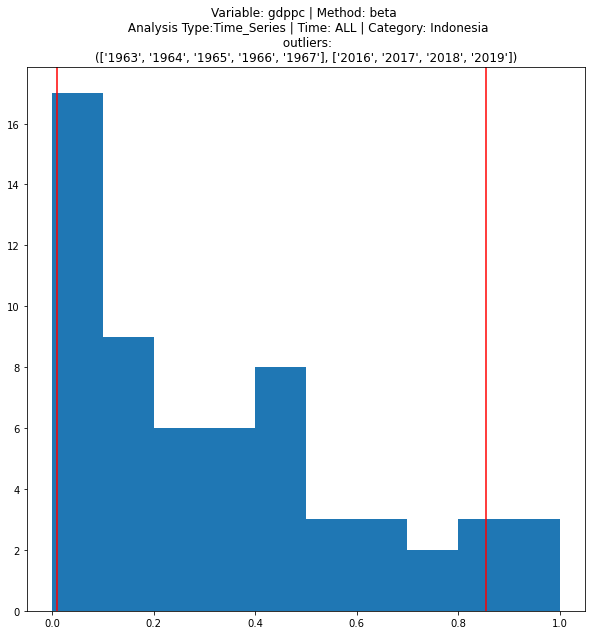 Variable: gdppc | Method: beta
Analysis Type:Time_Series | Time: ALL | Category: Indonesia
outliers:
(['1963', '1964', '1965', '1966', '1967'], ['2016', '2017', '2018', '2019'])
16
14
12
10
8
6
4
2
0
0.0 0.2 0.4 0.6 0.8 1.0